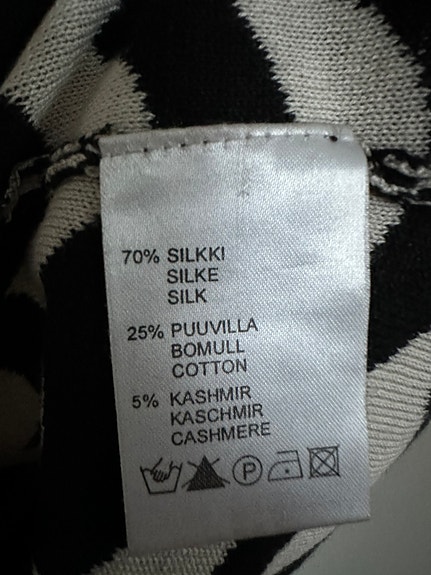 70% SILKKI
SILKE
SILK
25% PUUVILLA
BOMULL
COTTON
5% KASHMIR
KASCHMIR
CASHMERE
P